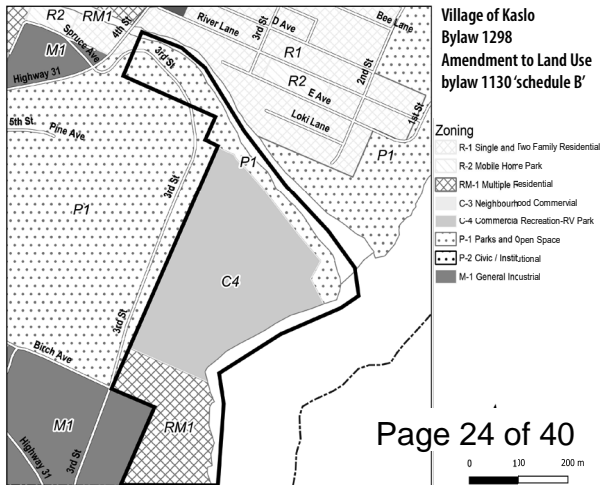 Village of Kaslo
Bylaw 1298
Amendment to Land Use
bylaw 1130 'schedule B'
Zoning
R-1 Single and Two Family Residential
R-2 Mobile Home Park
RM-1 Multiple Residential
C-3 Neighbourhood Commervial
C-4 Commercia Recreation-RV Park
P-1 Parks and Open Space
P-2 Civic / Institutional
M-1 General Industrial
R2
RM1
4th St
Spruce Ave
M1
Highway 31
3rd St
River Lane
3rd St
D Ave
Bee Lane
R1
2nd St
R2
E Ave
Loki Lane
1st St
P1
5th St
Pine Ave
P1
3rd St
P1
C4
3rd St
Birch Ave
M1
RM1
Highway 31
3rd St
Page 24 of 40
0 100 200 m